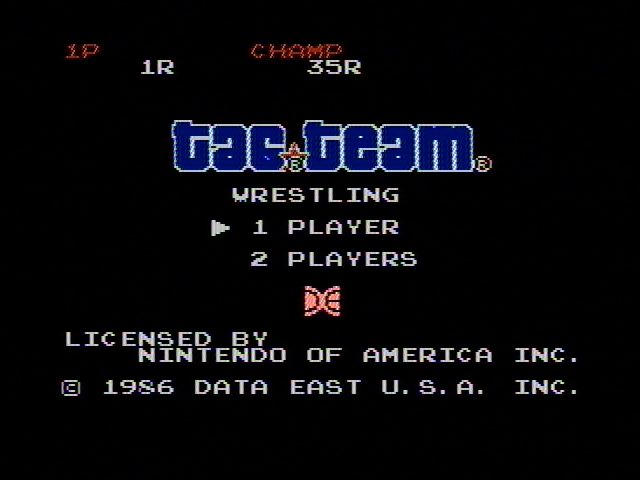 1P CHAMP
1R 35R
tag team ®
R
WRESTLING
1 PLAYER
2 PLAYERS
DE
LICENSED BY
NINTENDO OF AMERICA INC.
© 1986 DATA EAST U.S.A. INC.